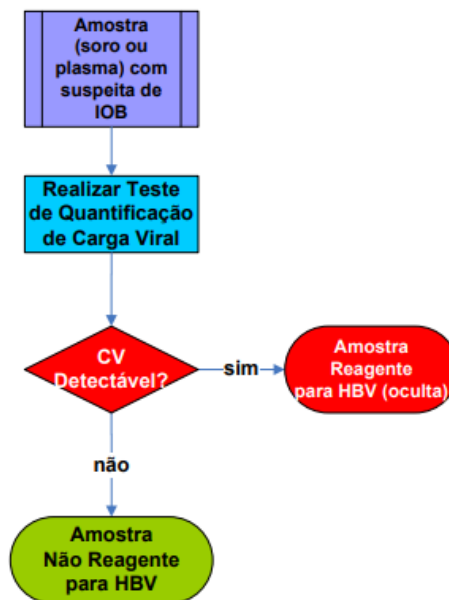 Amostra
(soro ou
plasma) com
suspeita de
IOB
Realizar Teste
de Quantificação
de Carga Viral
CV
Detectável?
sim
Amostra
Reagente
para HBV (oculta)
não
Amostra
Não Reagente
para HBV